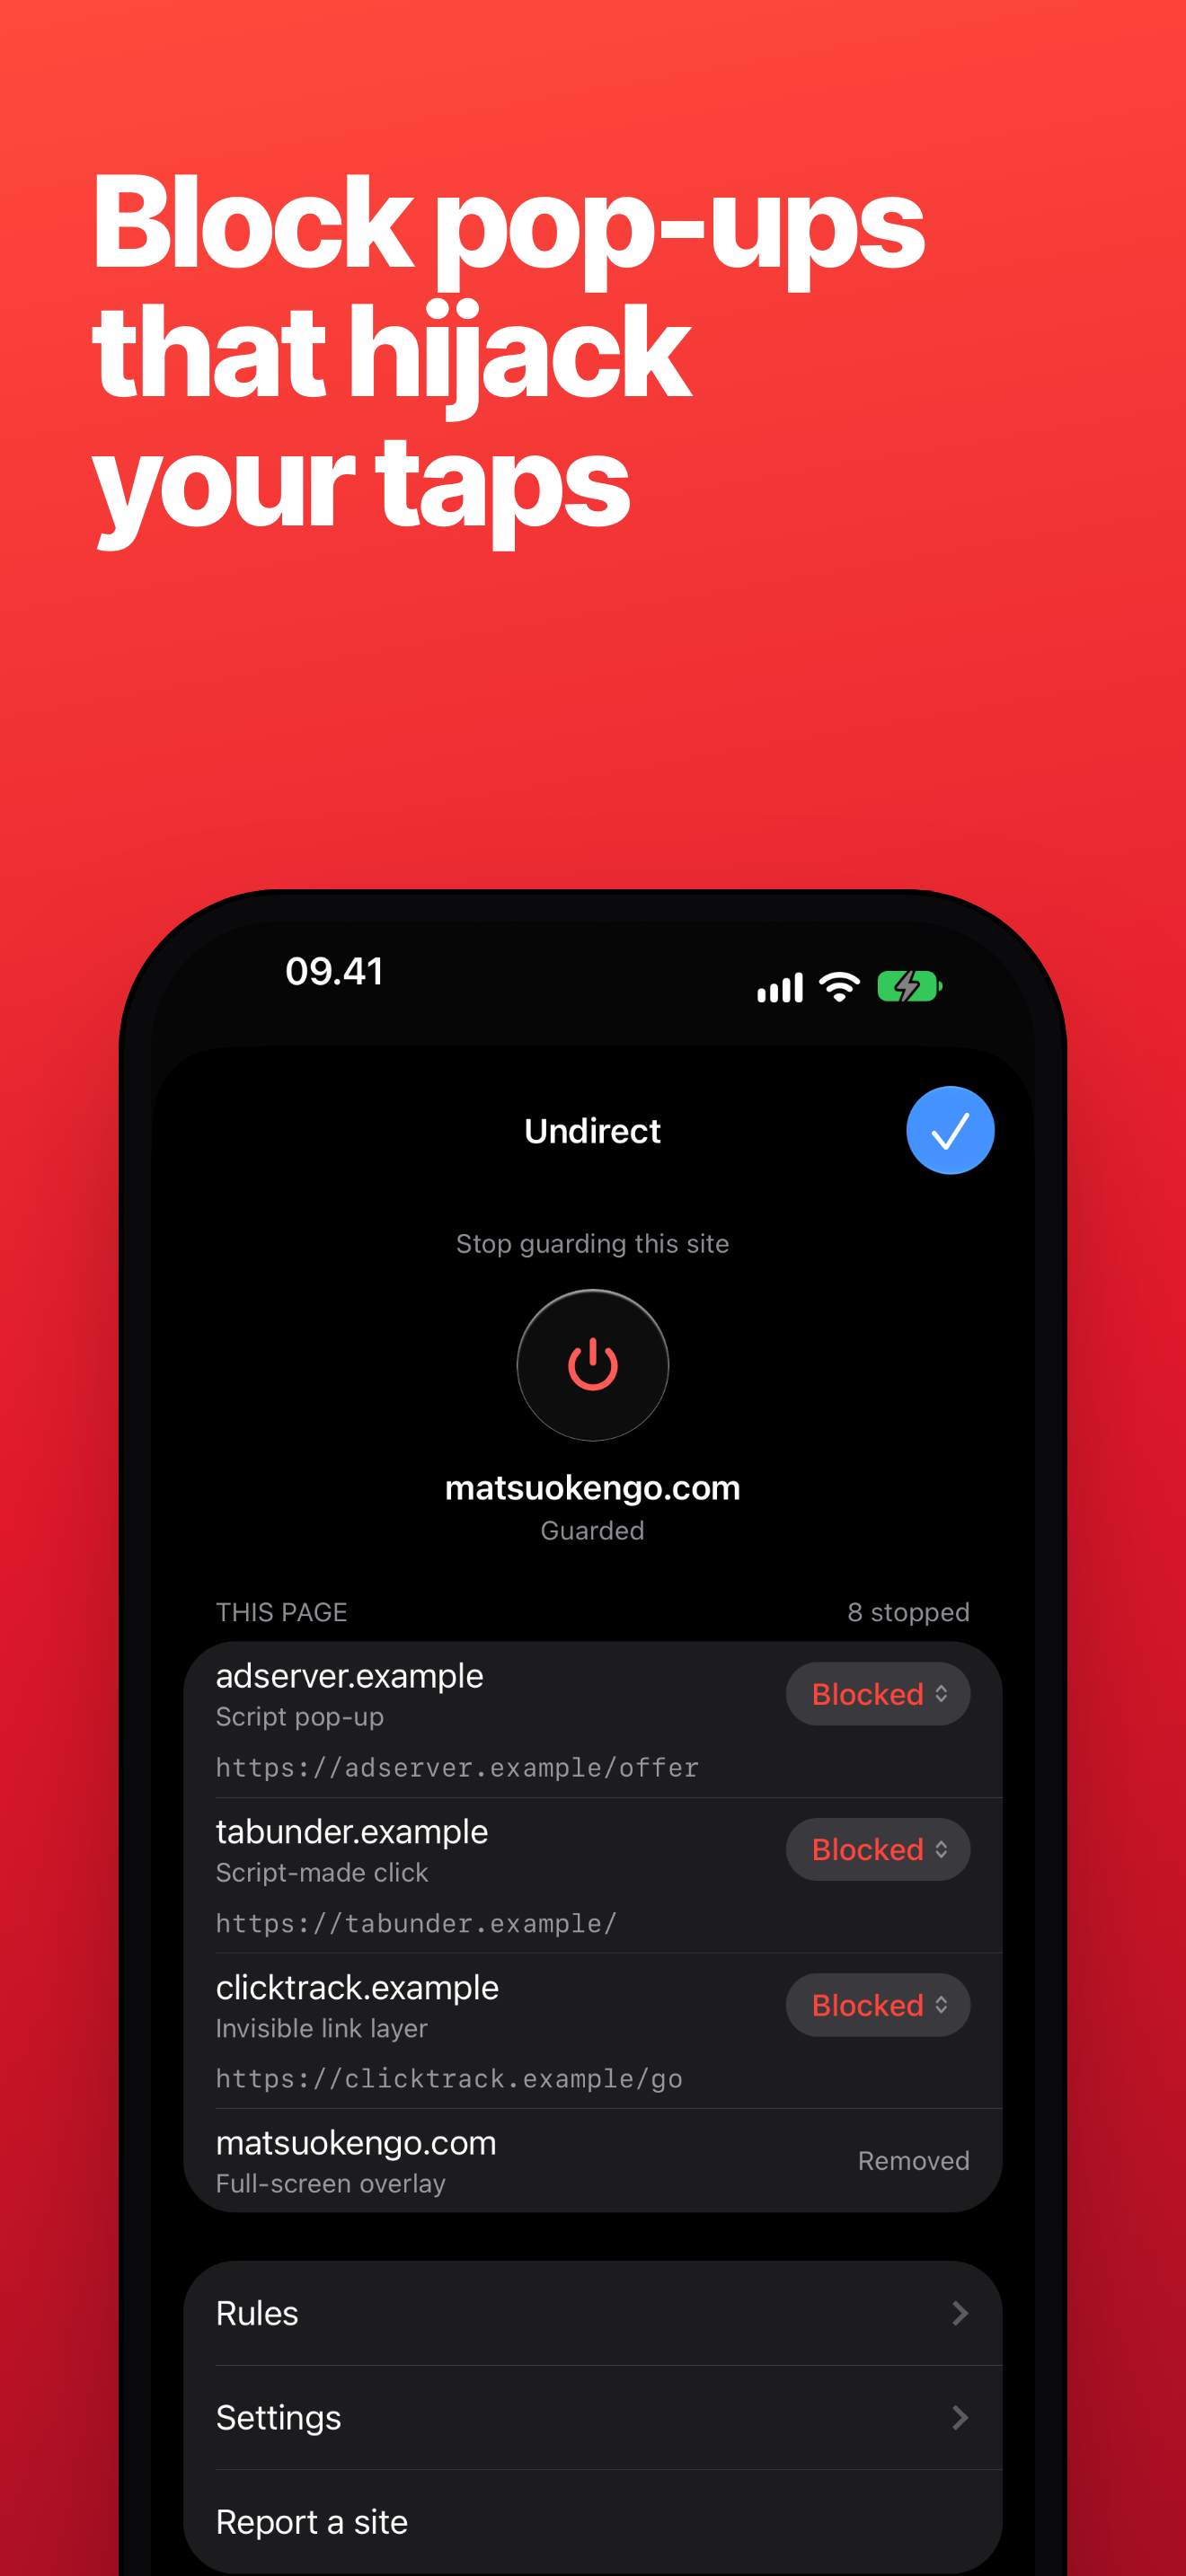 Block pop-ups
that hijack
your taps
09.41
Undirect
Stop guarding this site
matsuokengo.com
Guarded
THIS PAGE 8 stopped
adserver.example Blocked
Script pop-up
https://adserver.example/offer
tabunder.example Blocked
Script-made click
https://tabunder.example/
clicktrack.example Blocked
Invisible link layer
https://clicktrack.example/go
matsuokengo.com Removed
Full-screen overlay
Rules
Settings
Report a site